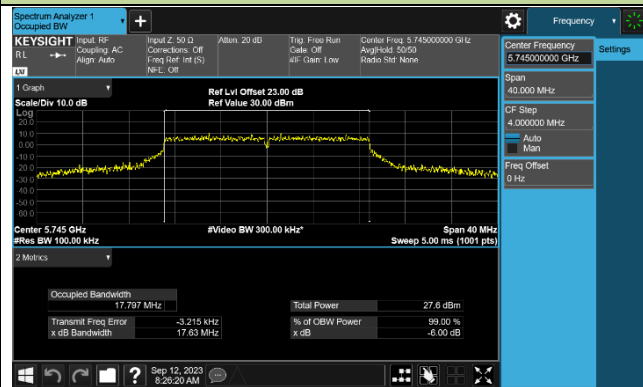 Spectrum Analyzer 1
Occupied BW
+
Frequency
KEYSIGHT
Input: RF
Input Z: 50 Ω
Atten: 20 dB
Trig: Free Run
Center Freq: 5.745000000 GHz
RL
Coupling: AC
Corrections: Off
Gate: Off
Avg|Hold: 50/50
Align: Auto
Freq Ref: Int (S)
#IF Gain: Low
Radio Std: None
NFE: Off
LXI
1 Graph
Scale/Div 10.0 dB
Ref Lvl Offset 23.00 dB
Ref Value 30.00 dBm
Log
20.0
10.0
0.00
-10.0
-20.0
-30.0
-40.0
-50.0
-60.0
Center 5.745 GHz
#Video BW 300.00 kHz*
Span 40 MHz
#Res BW 100.00 kHz
Sweep 5.00 ms (1001 pts)
2 Metrics
Occupied Bandwidth
17.797 MHz
Total Power
27.6 dBm
Transmit Freq Error
-3.215 kHz
% of OBW Power
99.00 %
x dB Bandwidth
17.63 MHz
x dB
-6.00 dB
Center Frequency
5.745000000 GHz
Settings
Span
40.000 MHz
CF Step
4.000000 MHz
Auto
Man
Freq Offset
0 Hz
?
Sep 12, 2023
8:26:20 AM